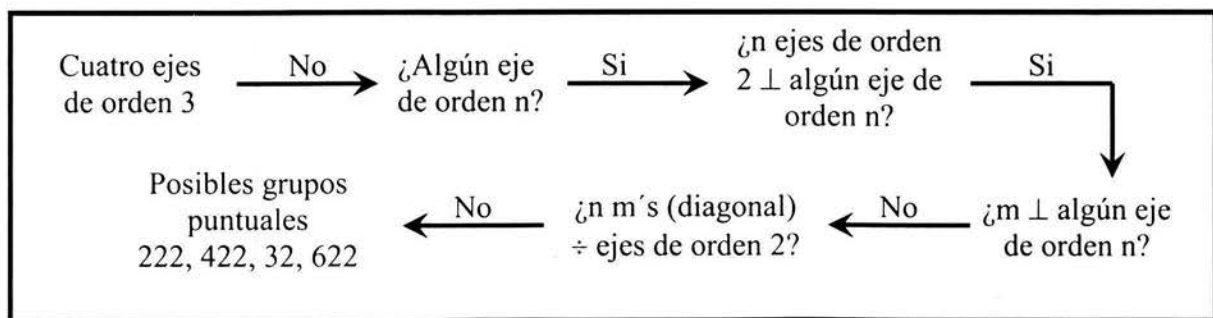 Cuatro ejes
de orden 3
No
¿Algún eje
de orden n?
Si
¿n ejes de orden
2 ⊥ algún eje de
orden n?
Si
¿m ⊥ algún eje
de orden n?
No
¿n m´s (diagonal)
÷ ejes de orden 2?
No
Posibles grupos
puntuales
222, 422, 32, 622